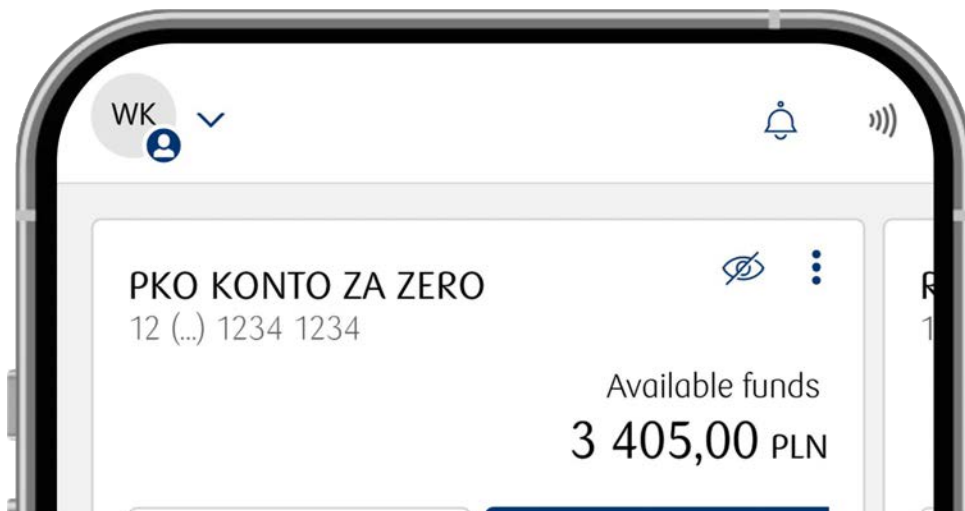 WK
PKO KONTO ZA ZERO
12 (...) 1234 1234
Available funds
3 405,00 PLN